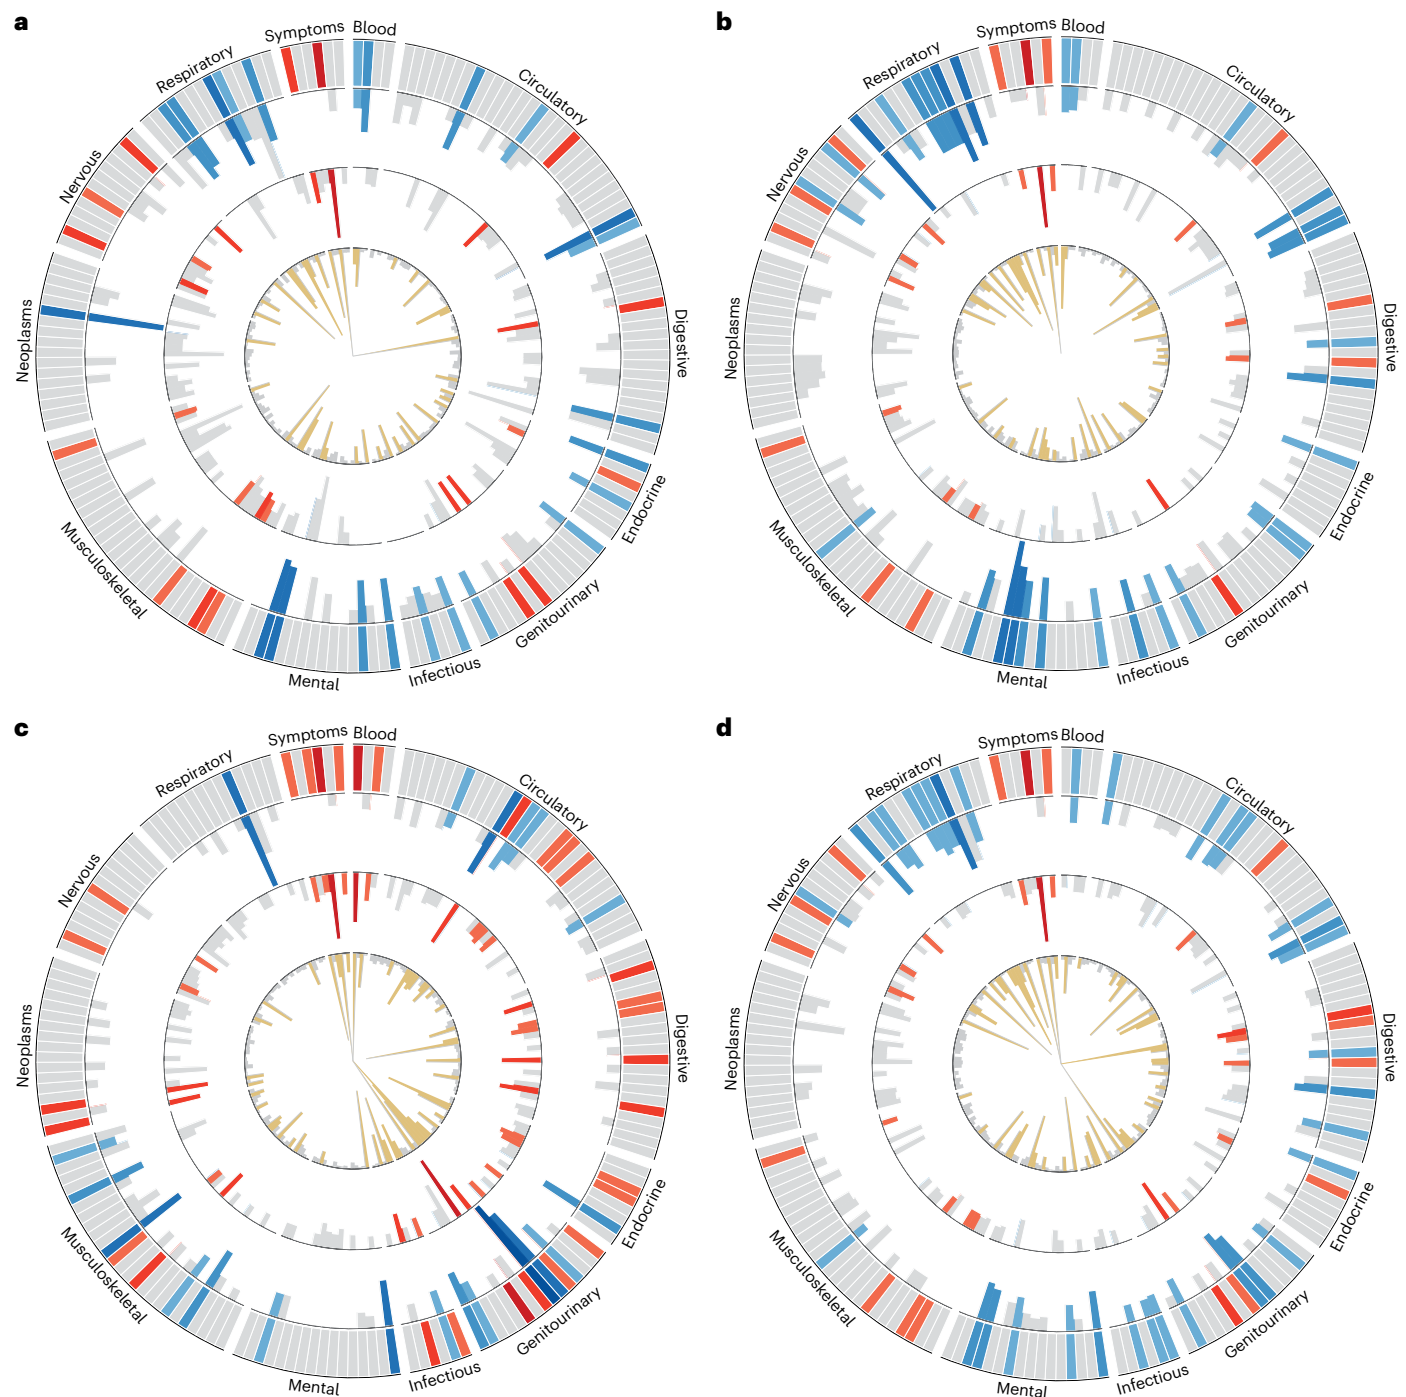 a
Symptoms
Blood
Respiratory
Circulatory
Nervous
Neoplasms
Digestive
Musculoskeletal
Endocrine
Genitourinary
Mental
Infectious
b
Symptoms
Blood
Respiratory
Circulatory
Nervous
Neoplasms
Digestive
Musculoskeletal
Endocrine
Genitourinary
Mental
Infectious
c
Symptoms
Blood
Respiratory
Circulatory
Nervous
Neoplasms
Digestive
Musculoskeletal
Endocrine
Genitourinary
Mental
Infectious
d
Symptoms
Blood
Respiratory
Circulatory
Nervous
Neoplasms
Digestive
Musculoskeletal
Endocrine
Genitourinary
Mental
Infectious